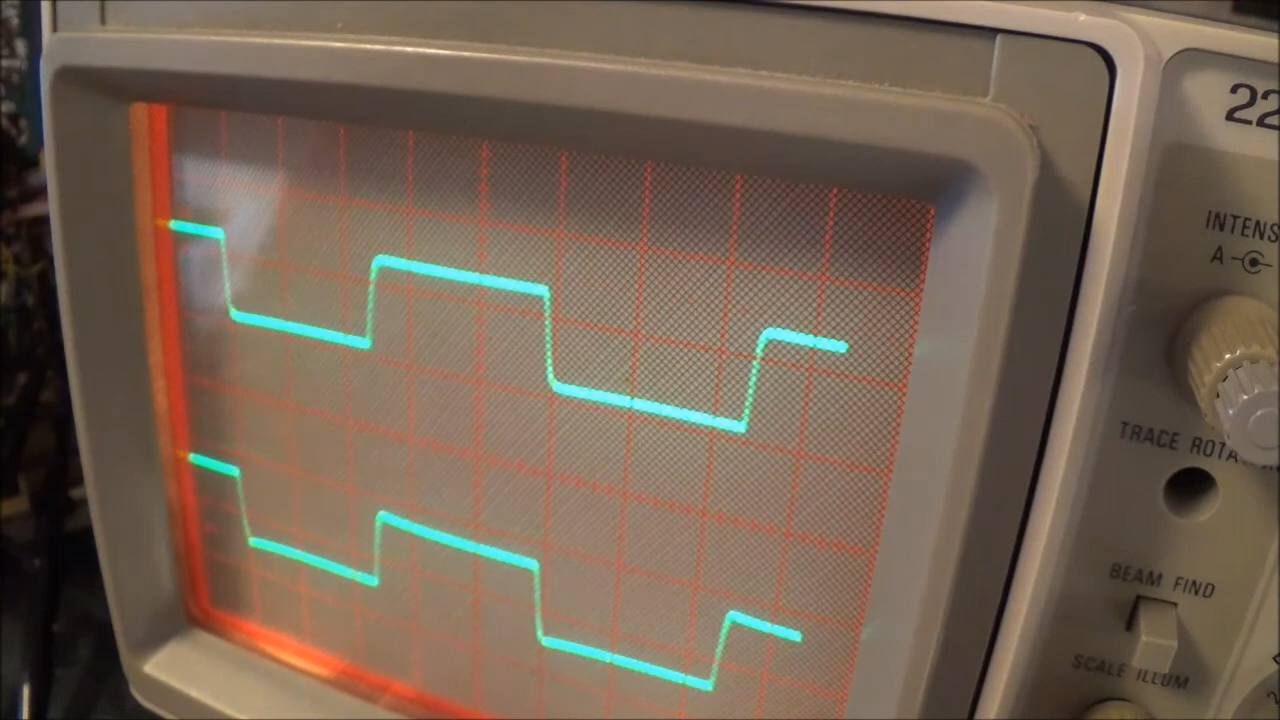 22
INTENS
A
TRACE ROTA
BEAM FIND
SCALE ILLUM